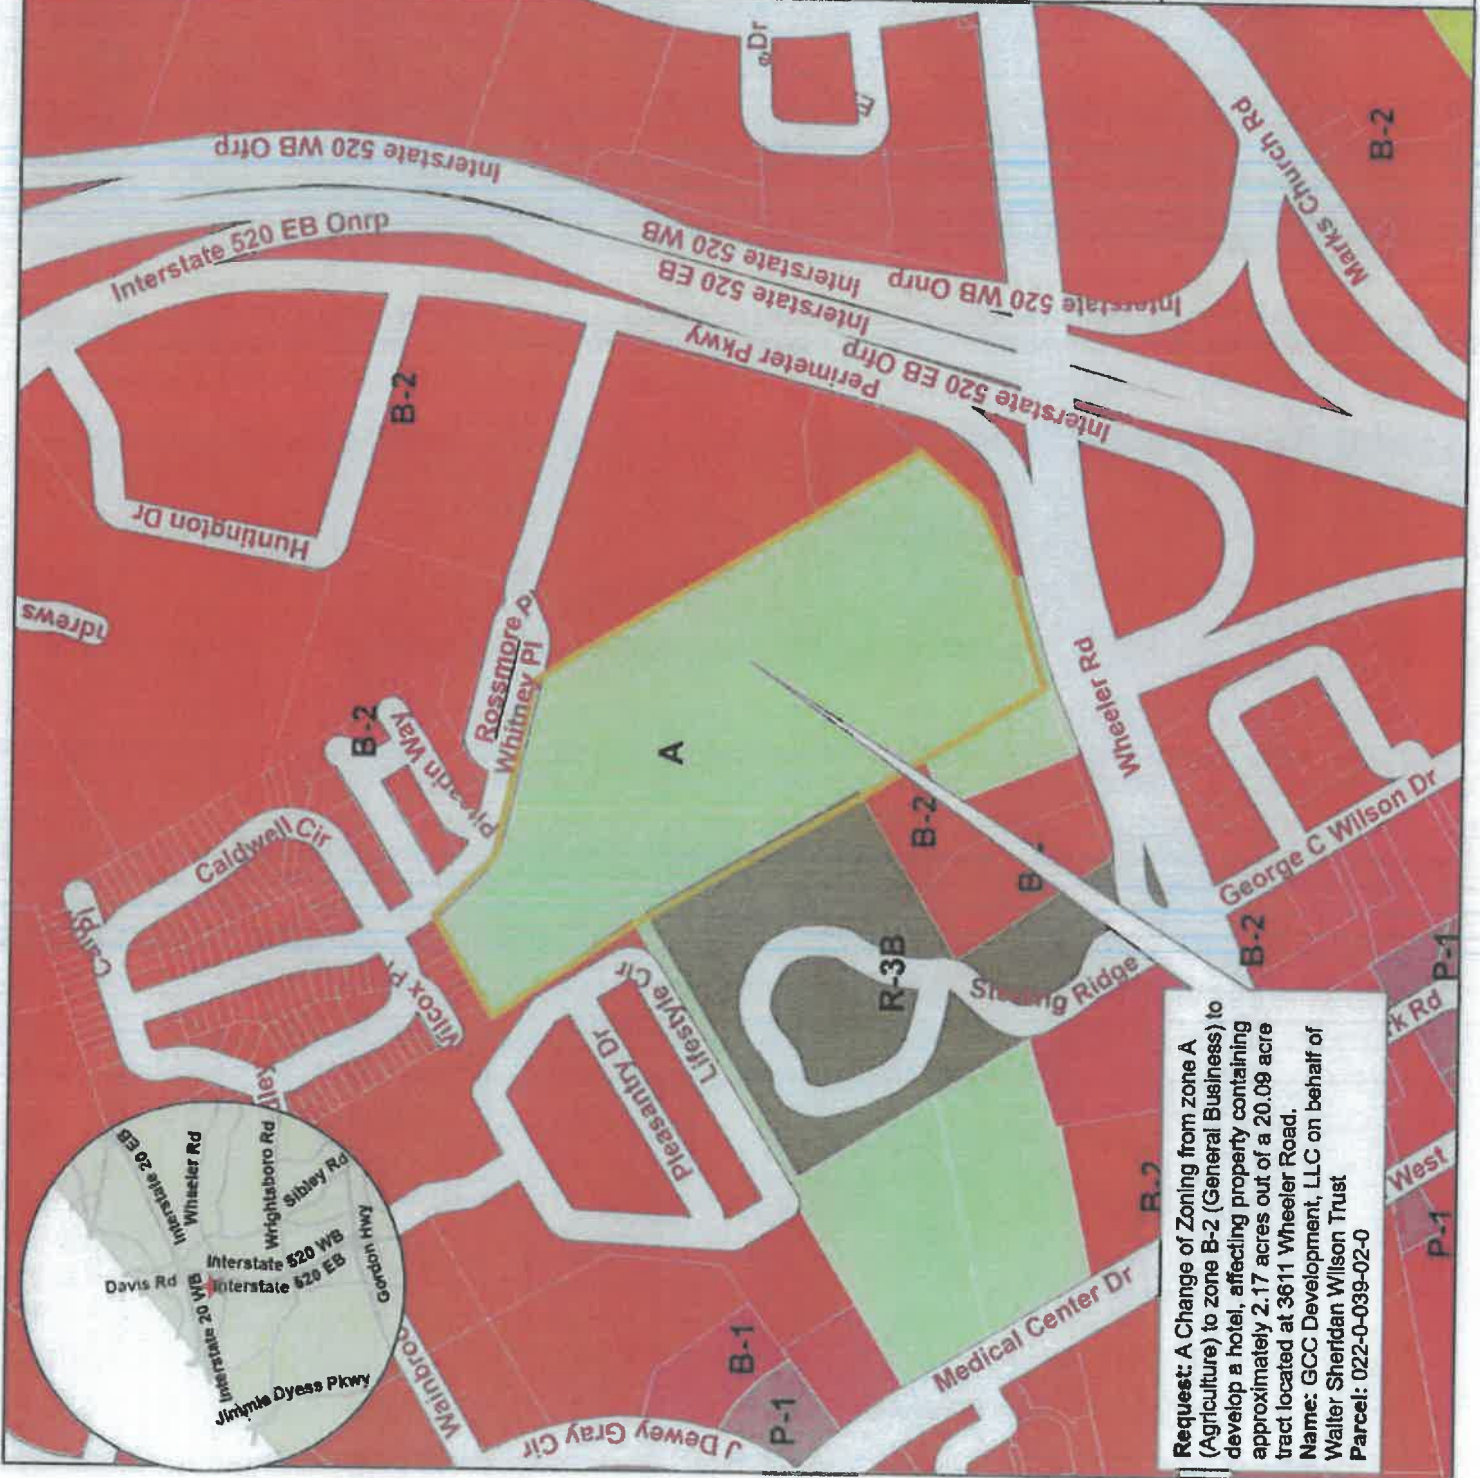 Request: A Change of Zoning from zone A
(Agriculture) to zone B-2 (General Business) to
develop a hotel, affecting property containing
approximately 2.17 acres out of a 20.09 acre
tract located at 3611 Wheeler Road.
Name: GCC Development, LLC on behalf of
Walter Sheridan Wilson Trust
Parcel: 022-0-039-02-0
Davis Rd
Interstate 20 WB
Interstate 20 EB
Wheeler Rd
Wrightsboro Rd
Sibley Rd
Interstate 520 WB
Interstate 520 EB
Gordon Hwy
Jimmie Dyess Pkwy
J Dewey Gray Cir
Medical Center Dr
Pleasantry Dr
Lifestyle Cir
Caldwell Cir
Rossmore
Whitney Pl
Huntington Dr
Interstate 520 EB Onrp
Interstate 520 WB Ofrp
Interstate 520 WB
Interstate 520 EB
Interstate 520 WB Onrp
Interstate 520 EB Ofrp
Perimeter Pkwy
Wheeler Rd
Marks Church Rd
George C Wilson Dr
Ridge
ndrews
Way
Dr
West
rk Rd
A
R-3B
B-1
P-1
P-1
P-1
B-2
B-2
B-2
B-2
B-2
B-2
B-